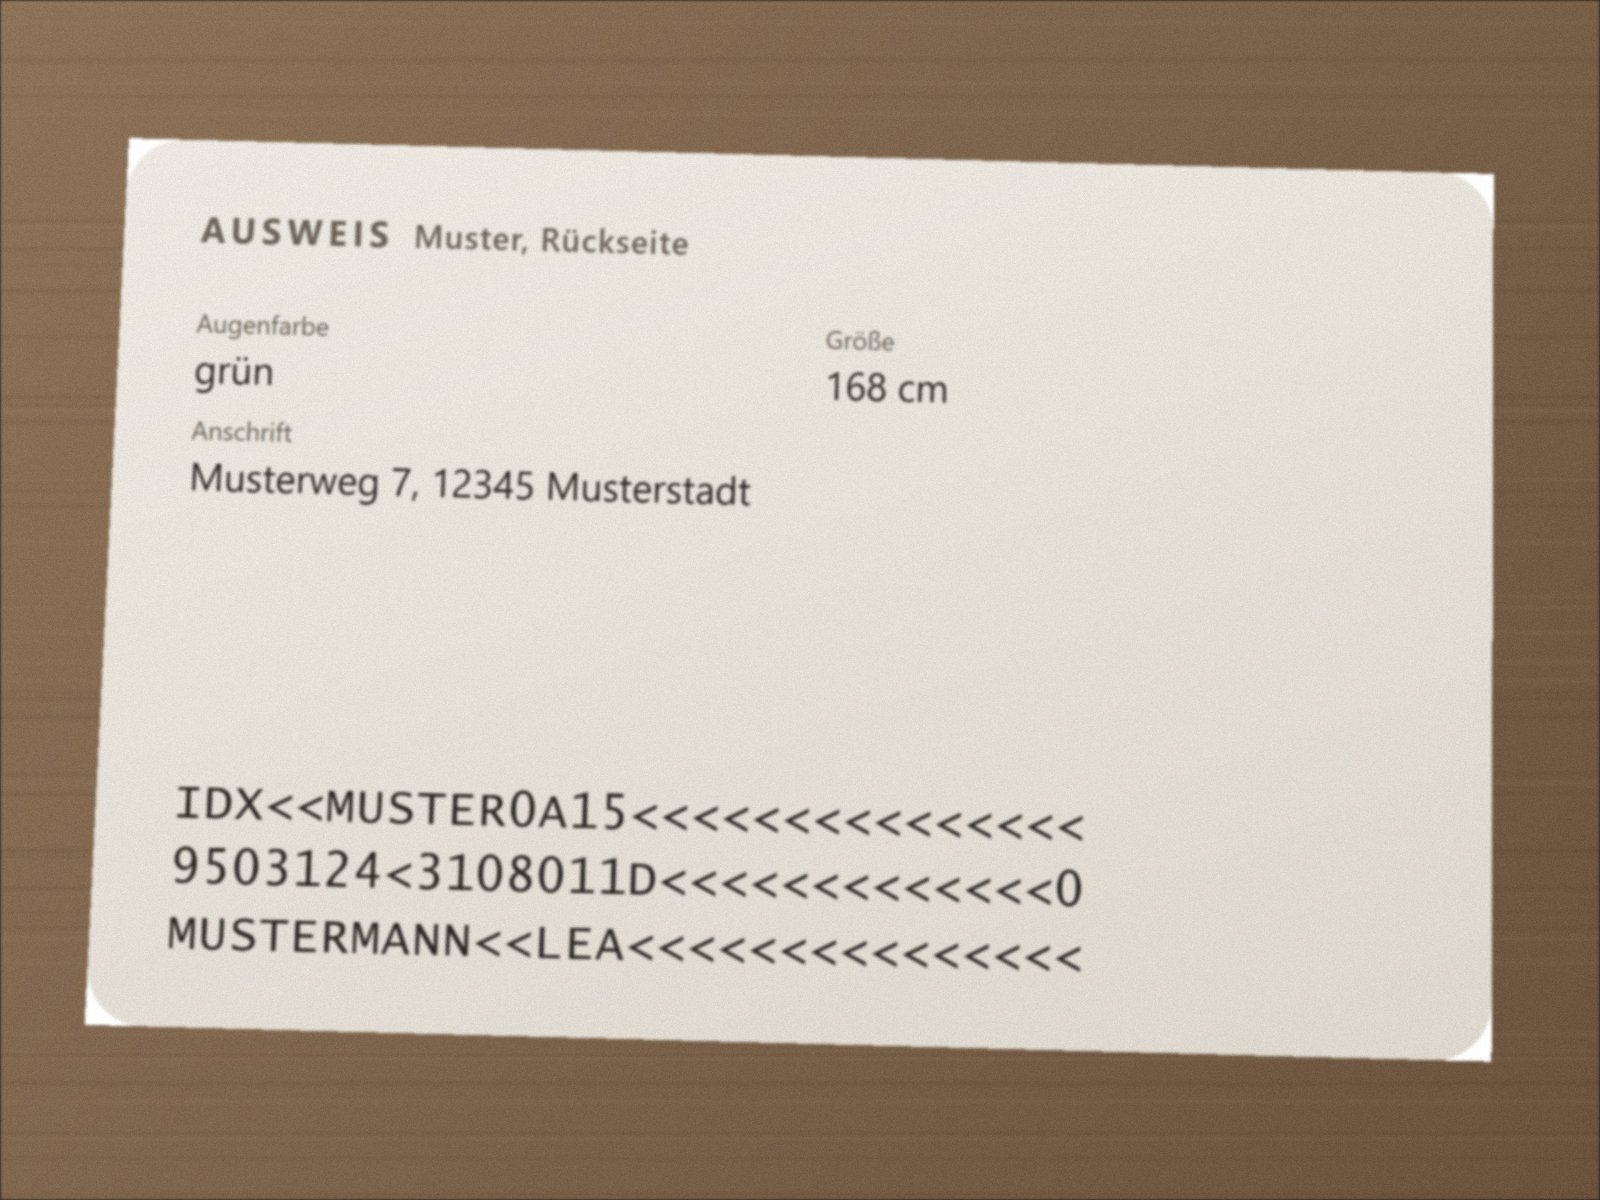 AUSWEIS Muster, Rückseite
Augenfarbe Größe
grün 168 cm
Anschrift
Musterweg 7, 12345 Musterstadt
IDX<<MUSTER0A15<<<<<<<<<<<<<<<
9503124<3108011D<<<<<<<<<<<<<0
MUSTERMANN<<LEA<<<<<<<<<<<<<<<